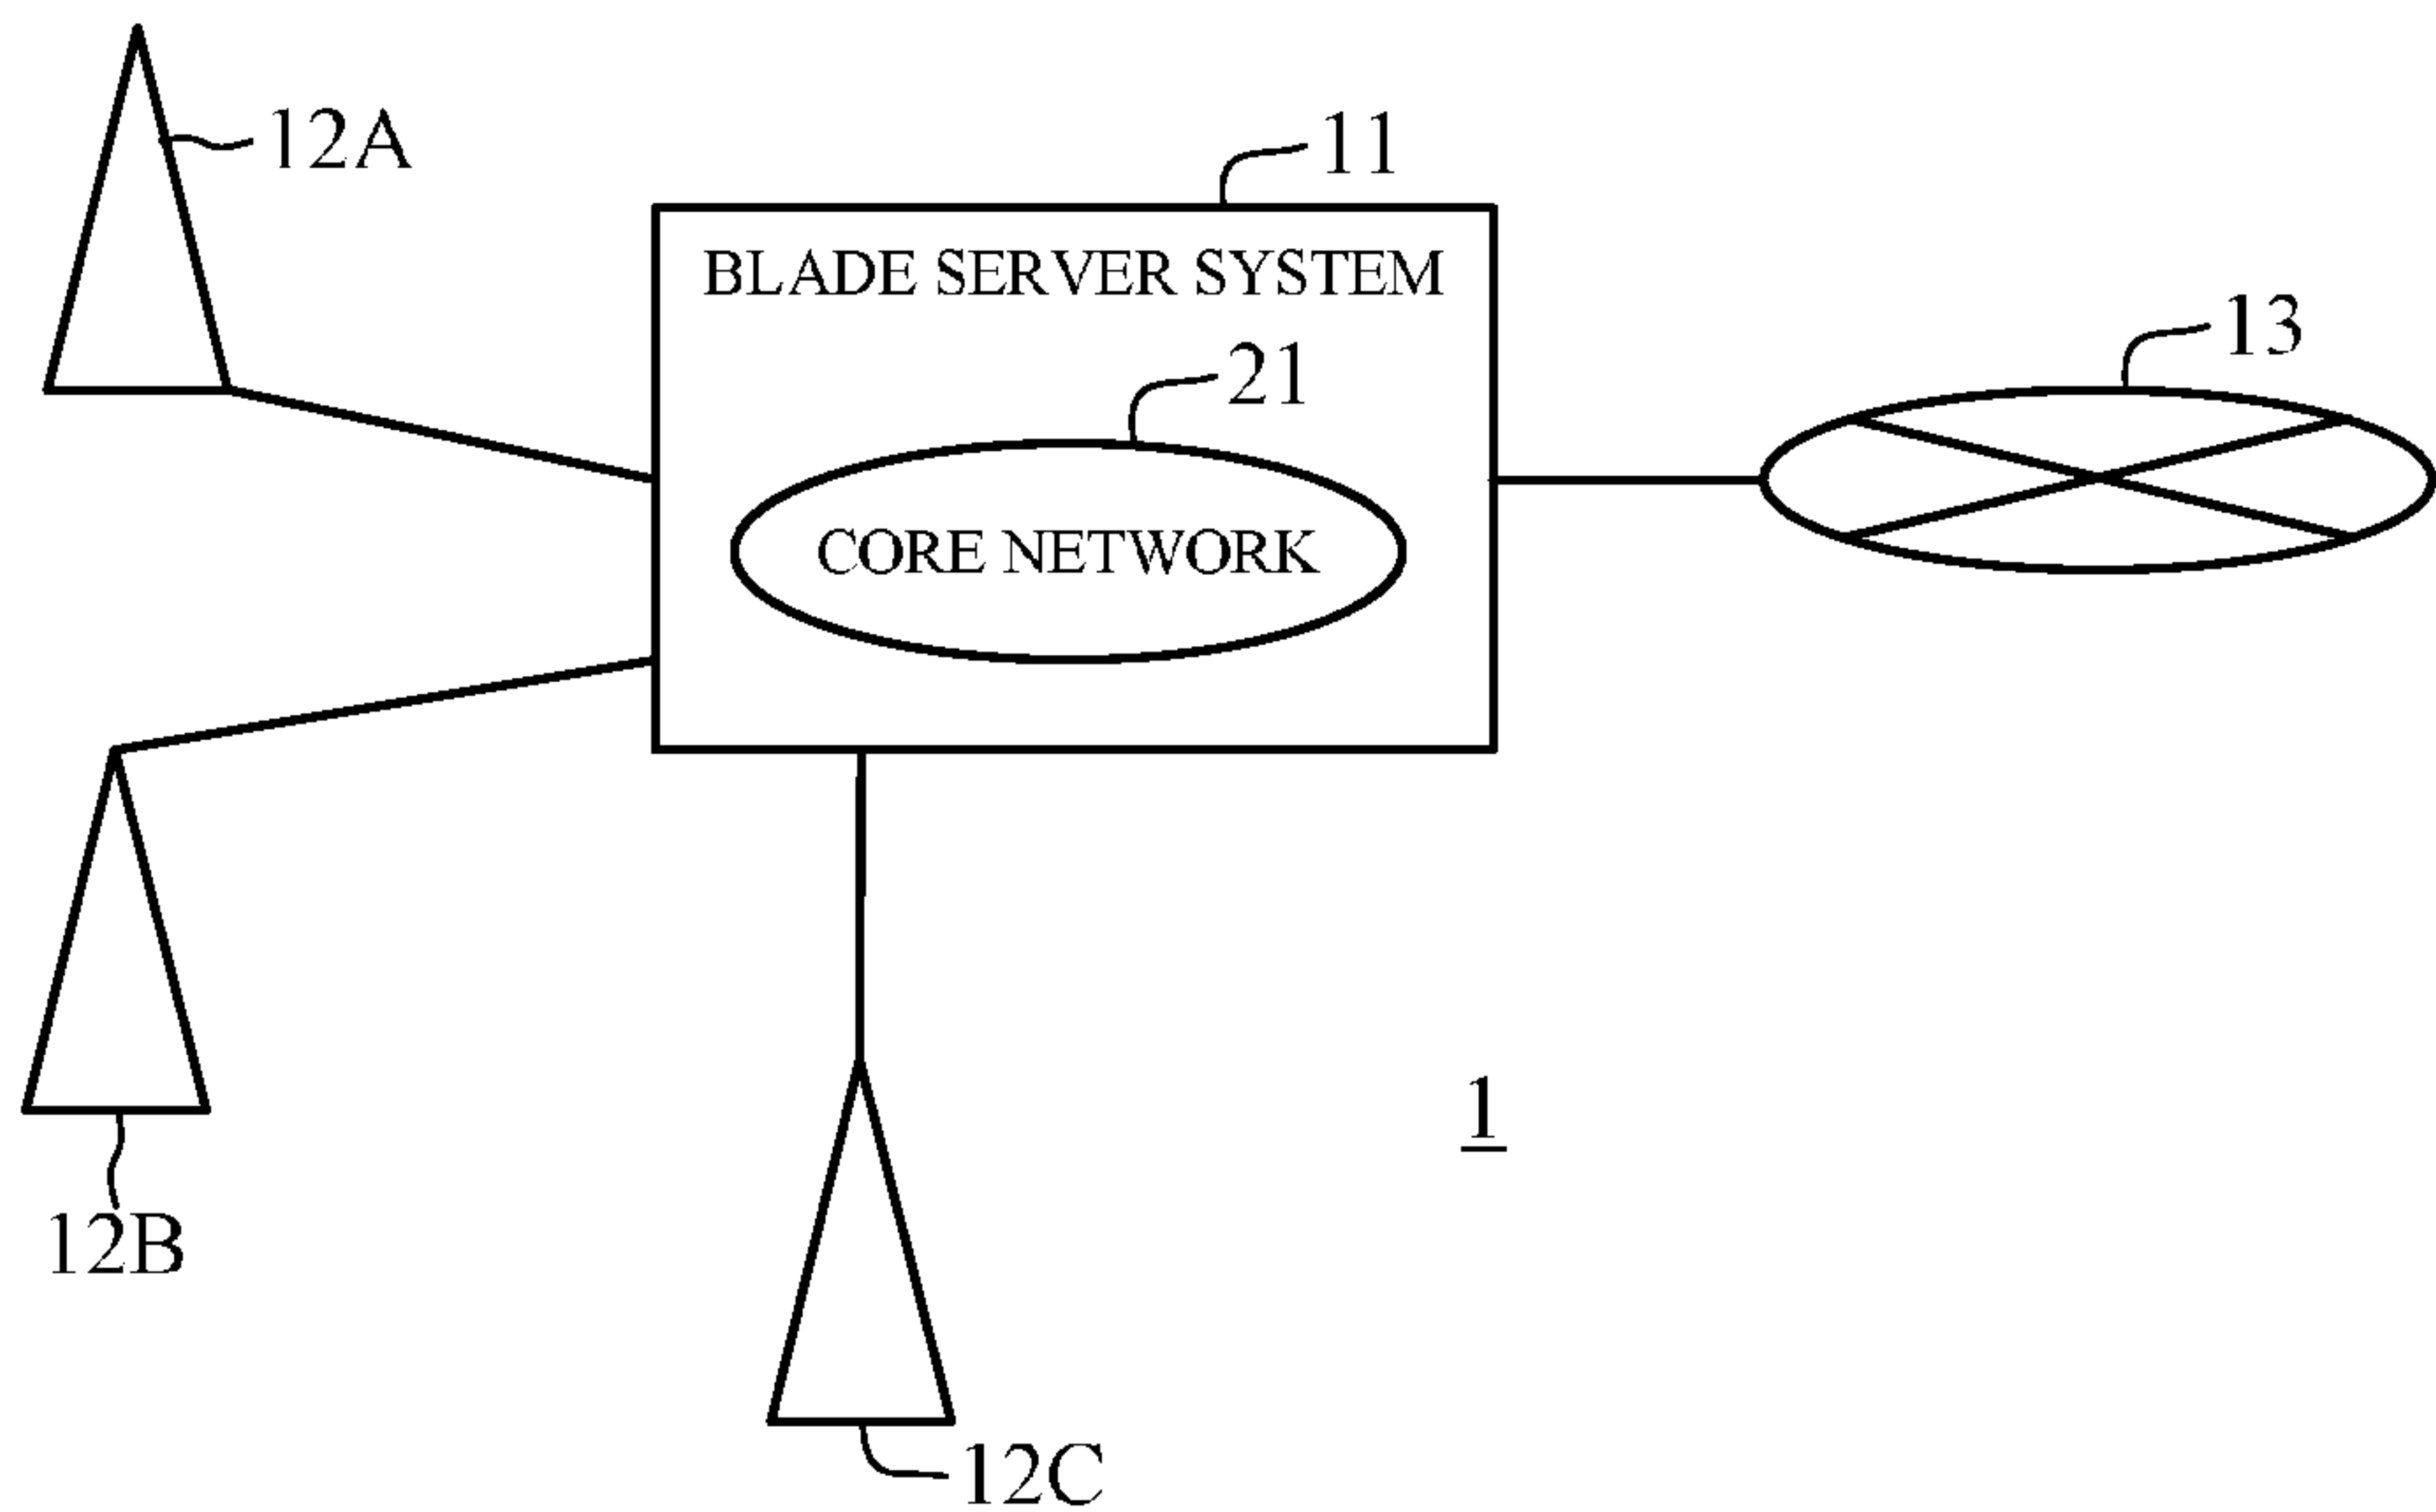 12A
11
BLADE SERVER SYSTEM
13
21
CORE NETWORK
1
12B
12C